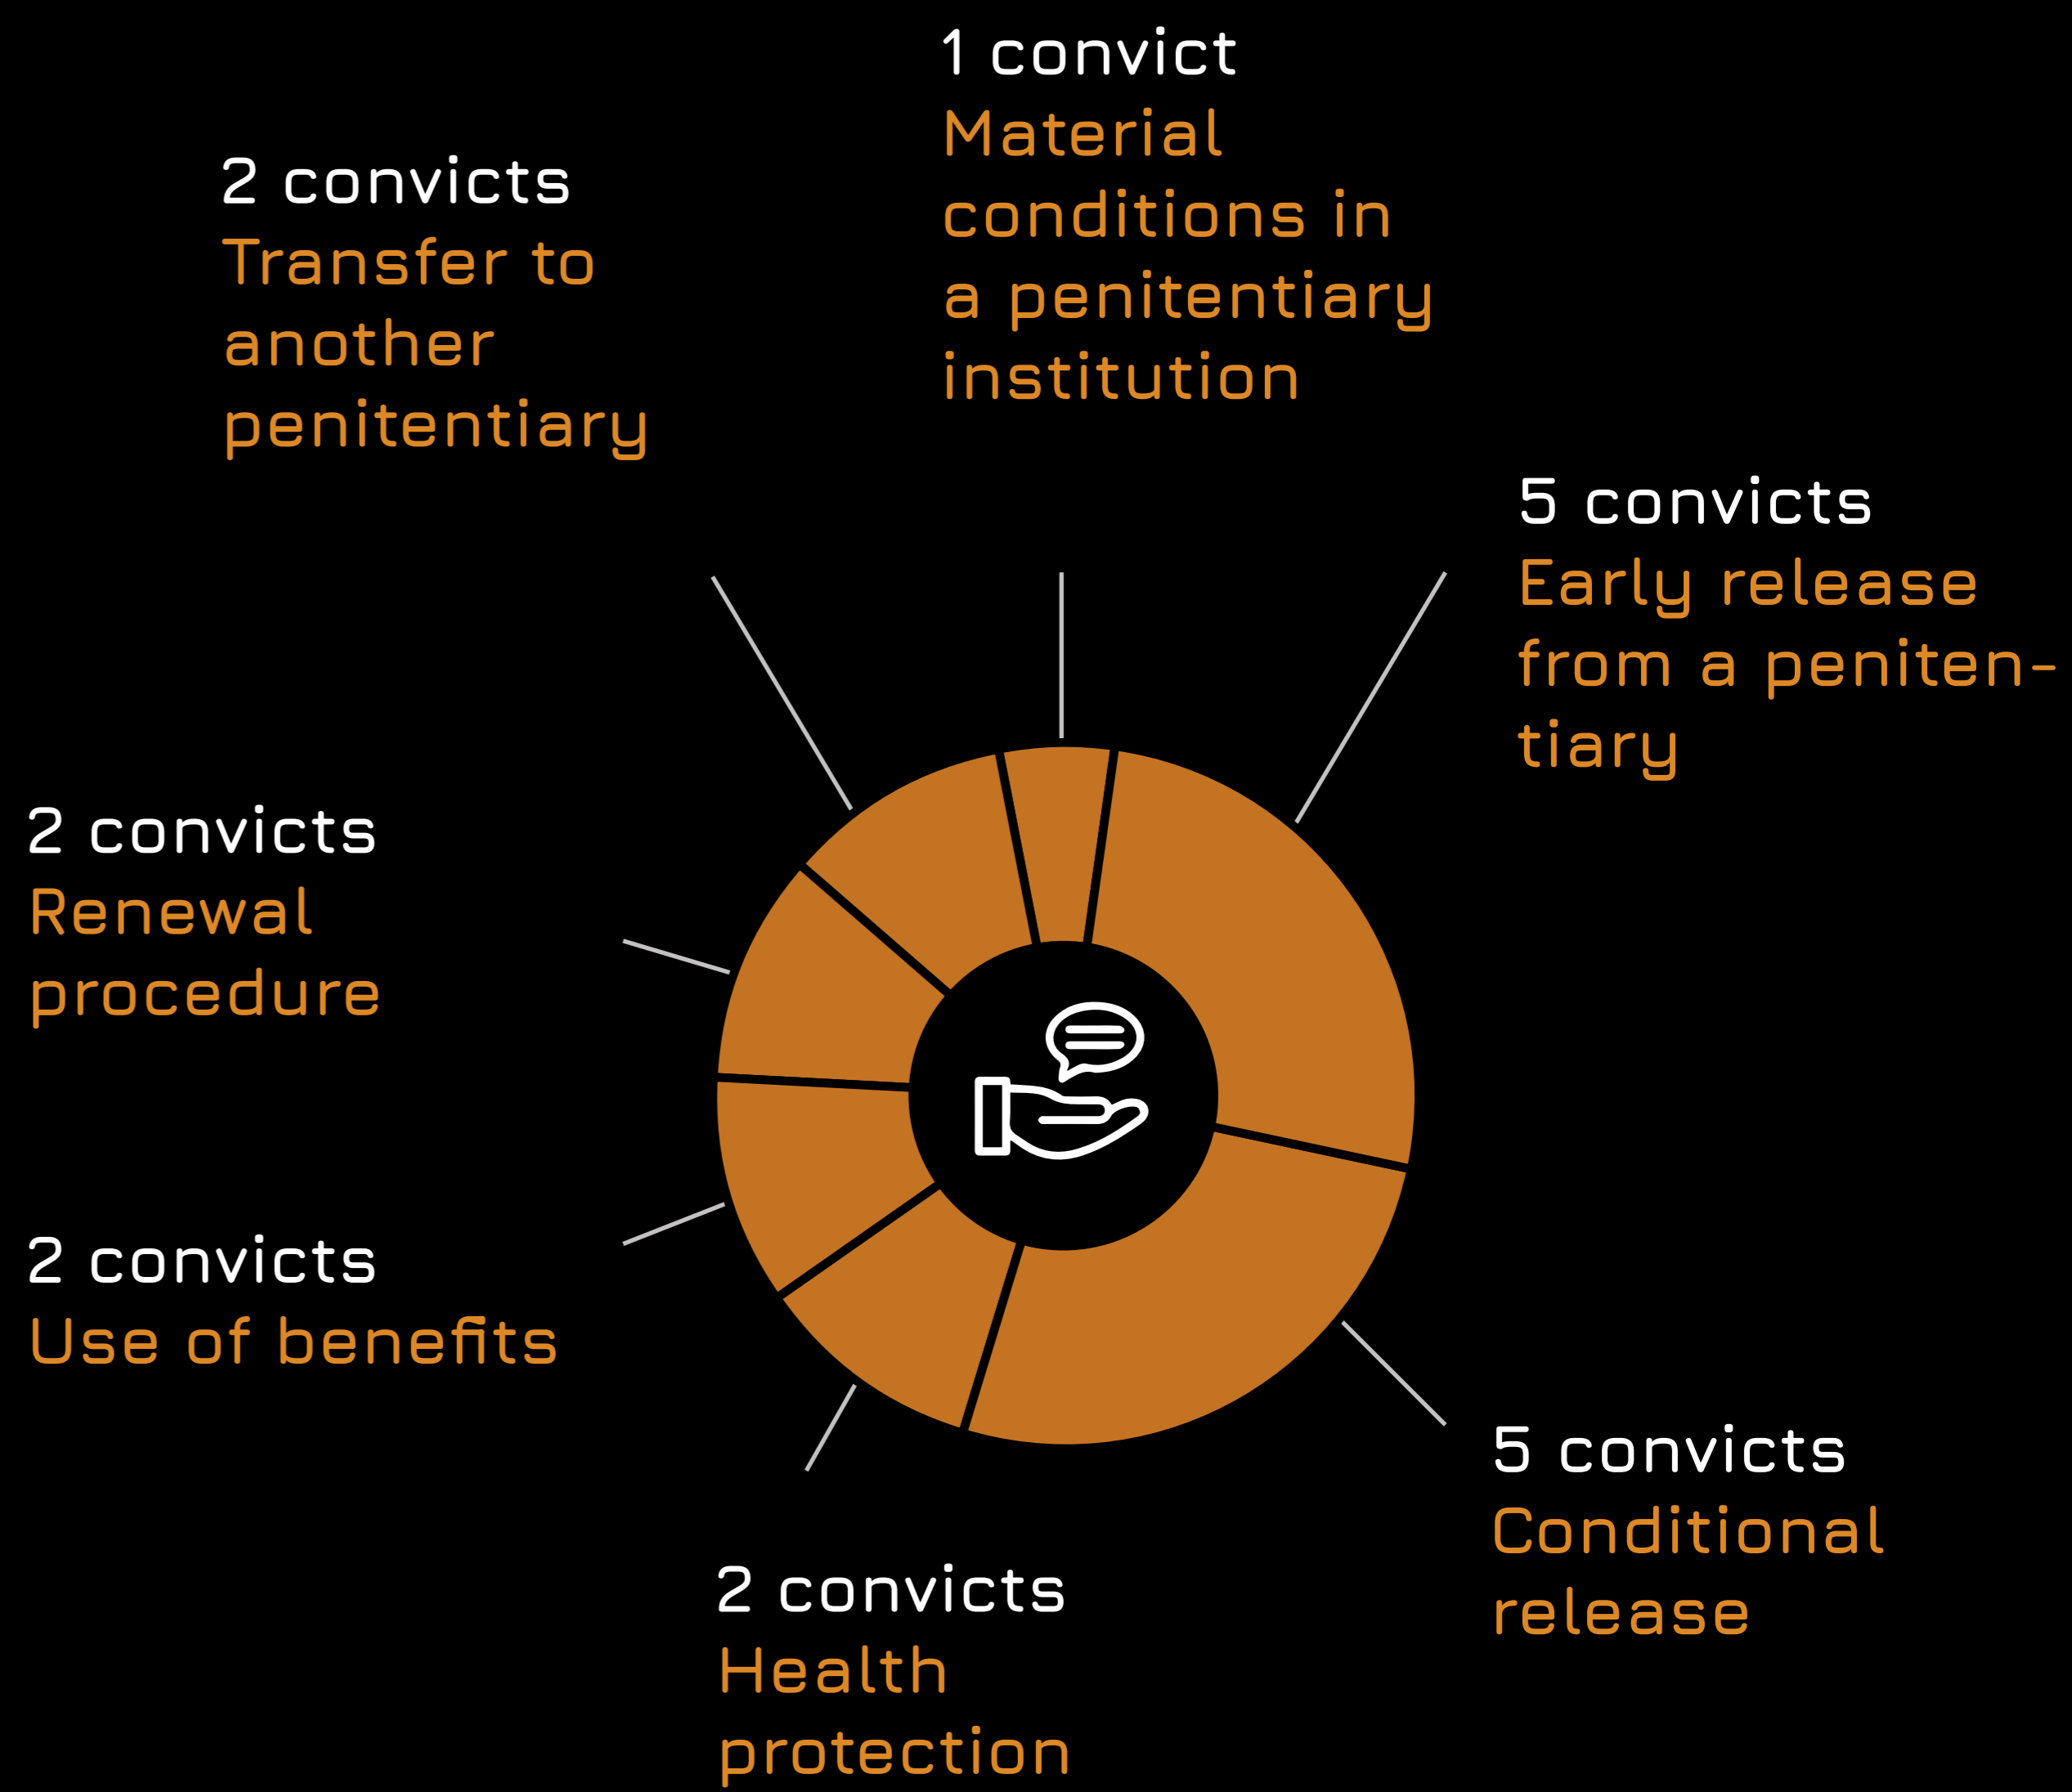 1 convict
Material
conditions in
a penitentiary
institution
2 convicts
Transfer to
another
penitentiary
5 convicts
Early release
from a peniten-
tiary
2 convicts
Renewal
procedure
2 convicts
Use of benefits
5 convicts
Conditional
release
2 convicts
Health
protection